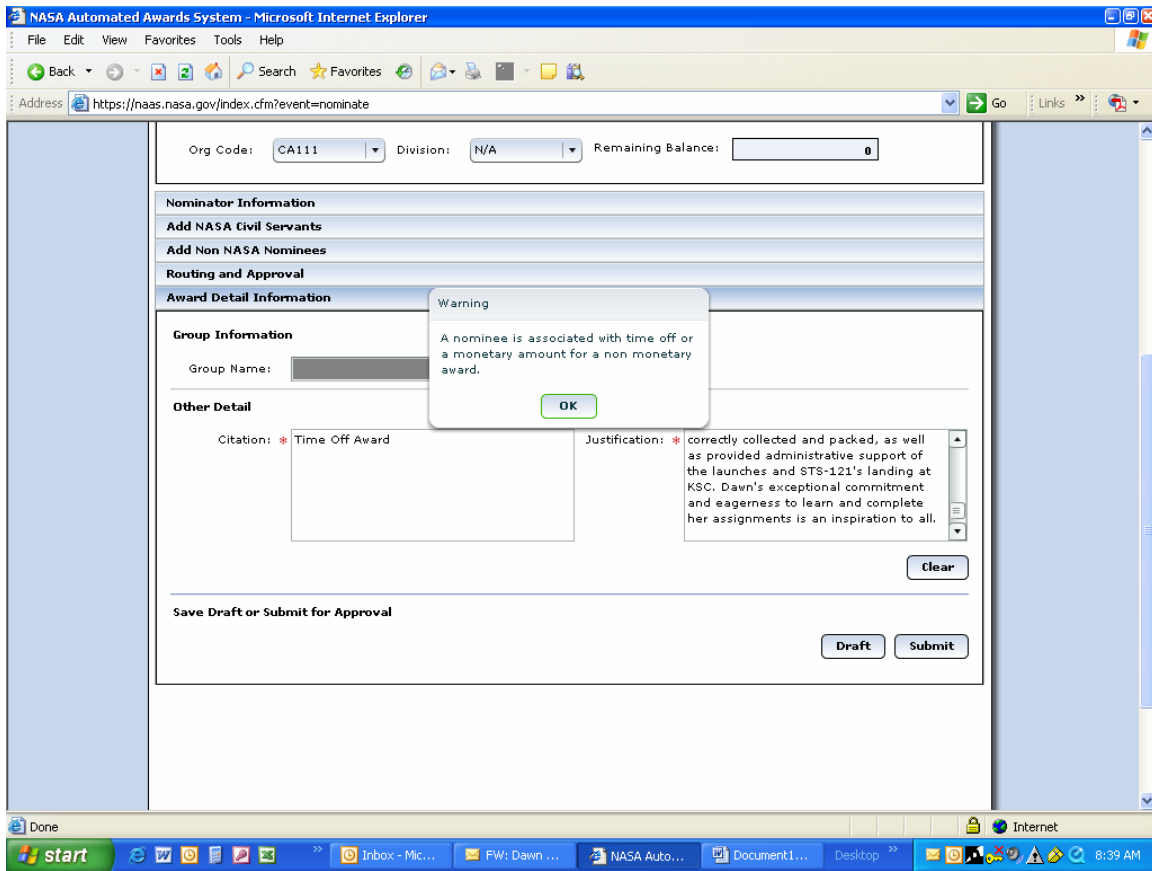 NASA Automated Awards System - Microsoft Internet Explorer
File Edit View Favorites Tools Help
Back Search Favorites
Address https://naas.nasa.gov/index.cfm?event=nominate Go Links »
Org Code: CA111 Division: N/A Remaining Balance: 0
Nominator Information
Add NASA Civil Servants
Add Non NASA Nominees
Routing and Approval
Award Detail Information
Warning
A nominee is associated with time off or
a monetary amount for a non monetary
award.
OK
Group Information
Group Name:
Other Detail
Citation: * Time Off Award
Justification: * correctly collected and packed, as well
as provided administrative support of
the launches and STS-121's landing at
KSC. Dawn's exceptional commitment
and eagerness to learn and complete
her assignments is an inspiration to all.
Clear
Save Draft or Submit for Approval
Draft Submit
Done Internet
start » Inbox - Mic... FW: Dawn ... NASA Auto... Document1... Desktop » 8:39 AM